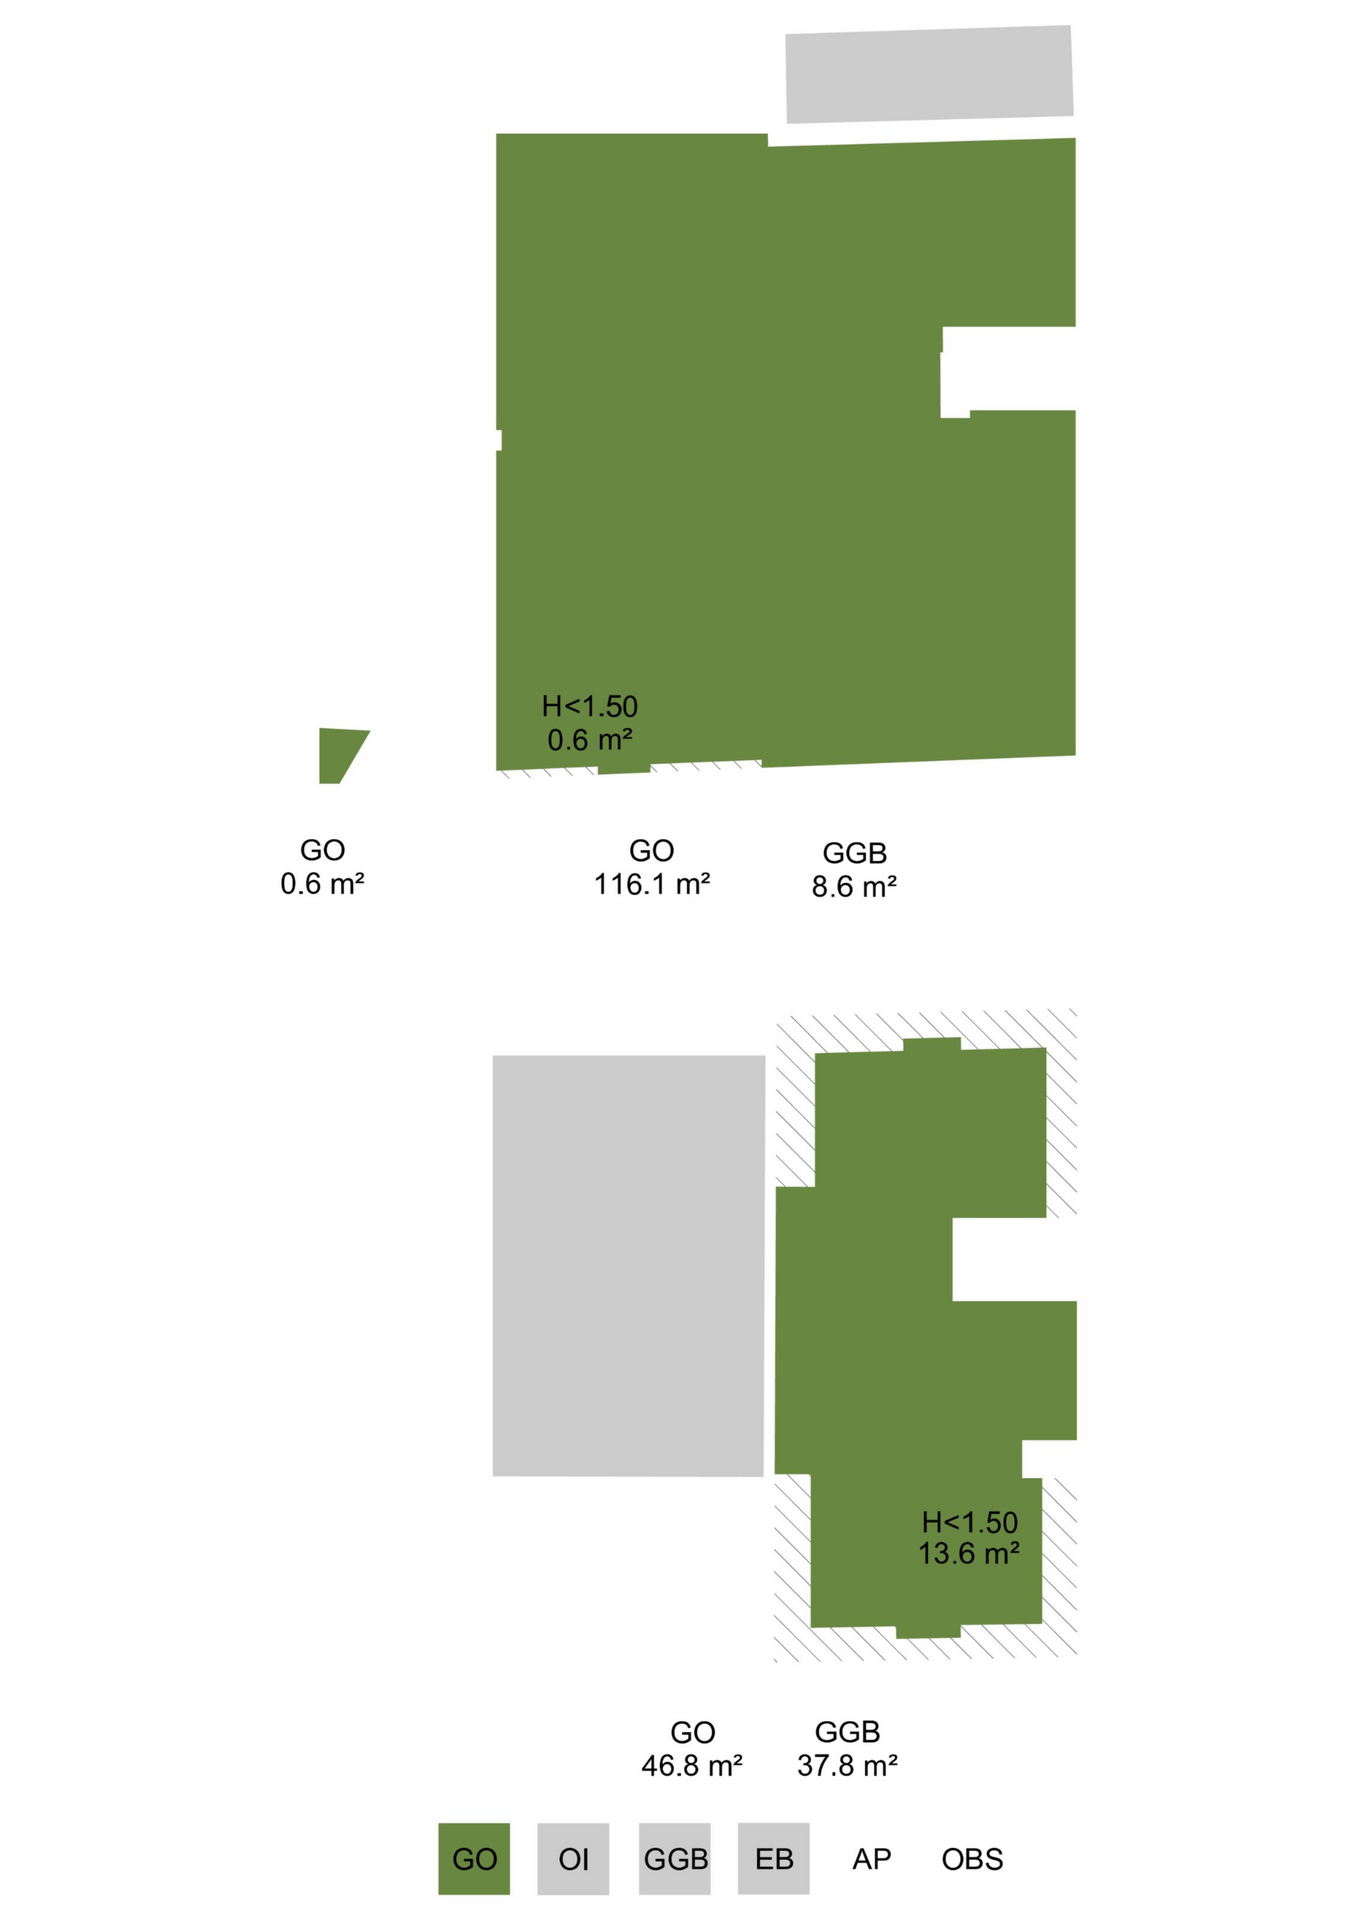 H<1.50
0.6 m²
GO
0.6 m²
GO
116.1 m²
GGB
8.6 m²
H<1.50
13.6 m²
GO
46.8 m²
GGB
37.8 m²
GO OI GGB EB AP OBS